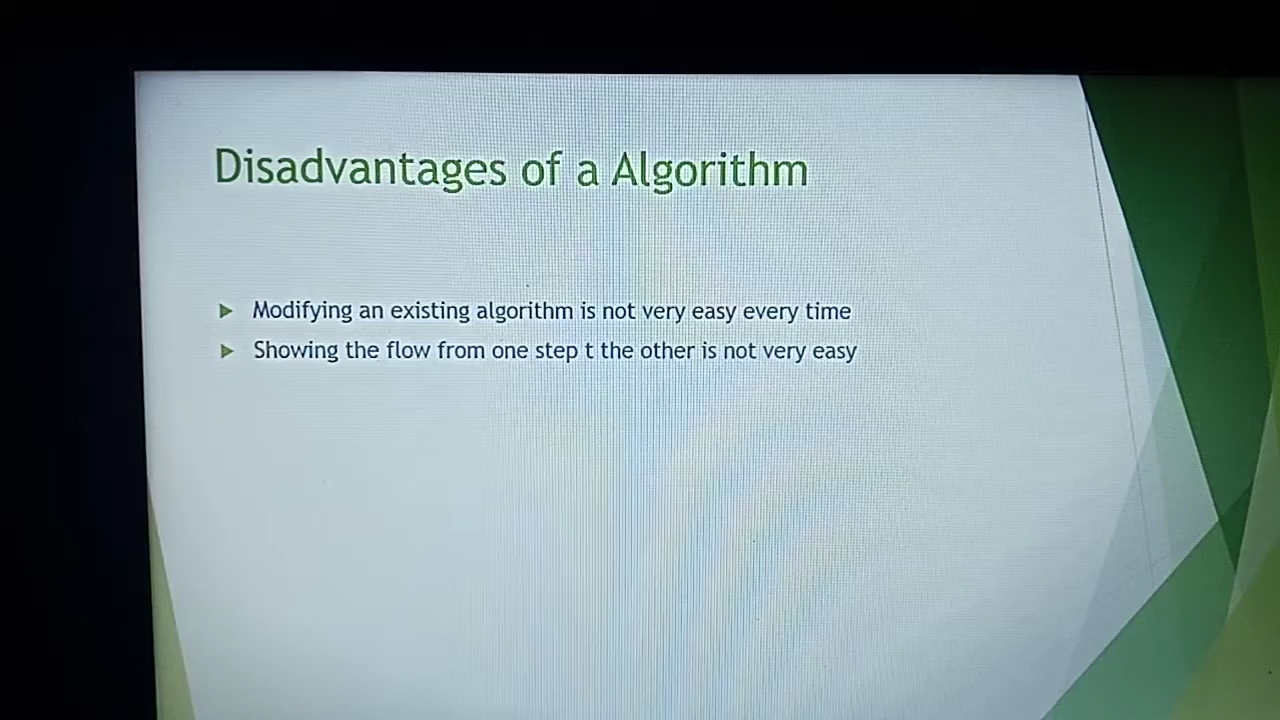 Disadvantages of a Algorithm
Modifying an existing algorithm is not very easy every time
Showing the flow from one step t the other is not very easy